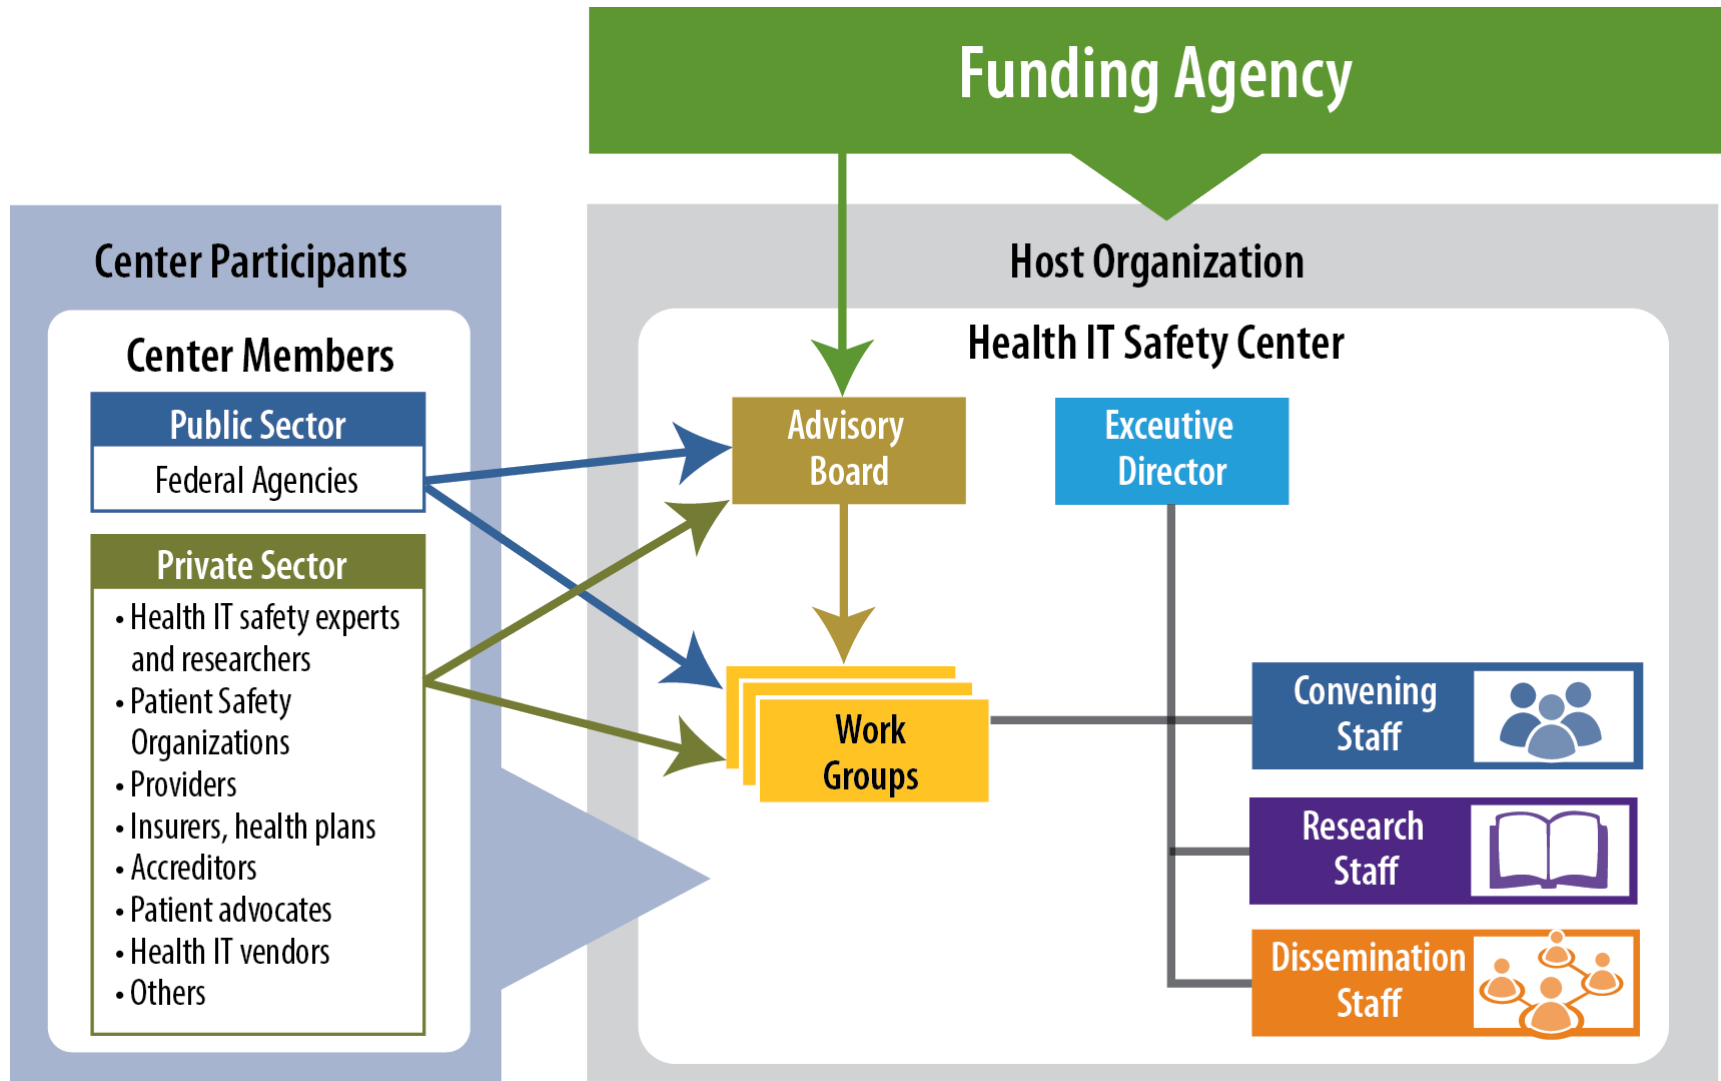 Funding Agency
Center Participants
Center Members
Public Sector
Federal Agencies
Private Sector
• Health IT safety experts
and researchers
• Patient Safety
Organizations
• Providers
• Insurers, health plans
• Accreditors
• Patient advocates
• Health IT vendors
• Others
Host Organization
Health IT Safety Center
Advisory
Board
Exceutive
Director
Work
Groups
Convening
Staff
Research
Staff
Dissemination
Staff